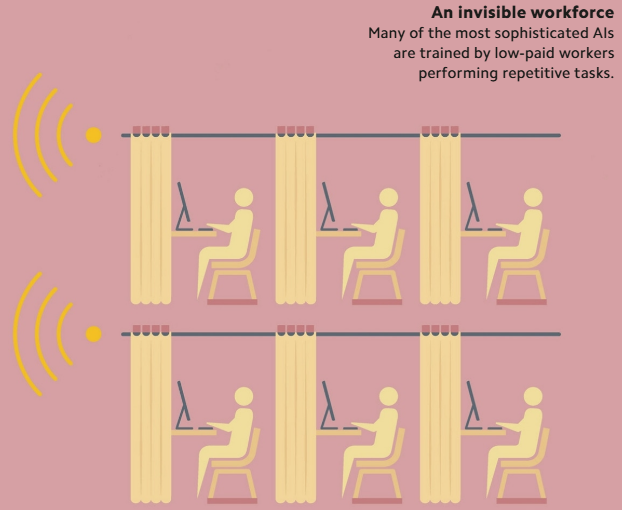 An invisible workforce
Many of the most sophisticated AIs
are trained by low-paid workers
performing repetitive tasks.